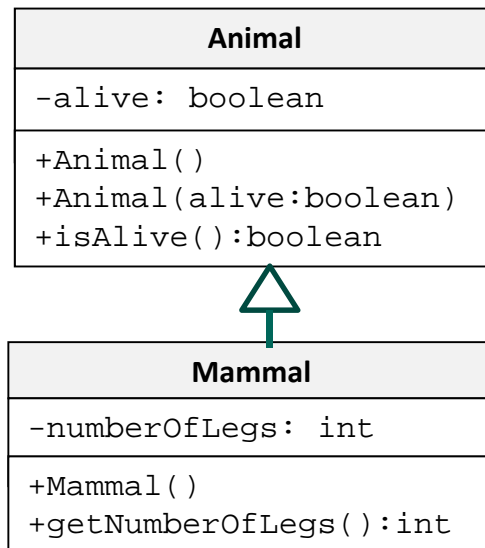 Animal
-alive: boolean
+Animal()
+Animal(alive:boolean)
+isAlive():boolean
Mammal
-numberOfLegs: int
+Mammal()
+getNumberOfLegs():int